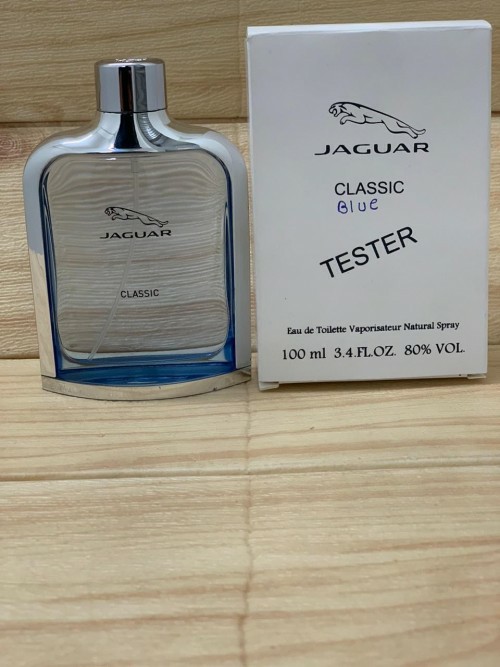 JAGUAR
CLASSIC
JAGUAR
CLASSIC
Blue
TESTER
Eau de Toilette Vaporisateur Natural Spray
100 ml 3.4.FL.OZ. 80% VOL.